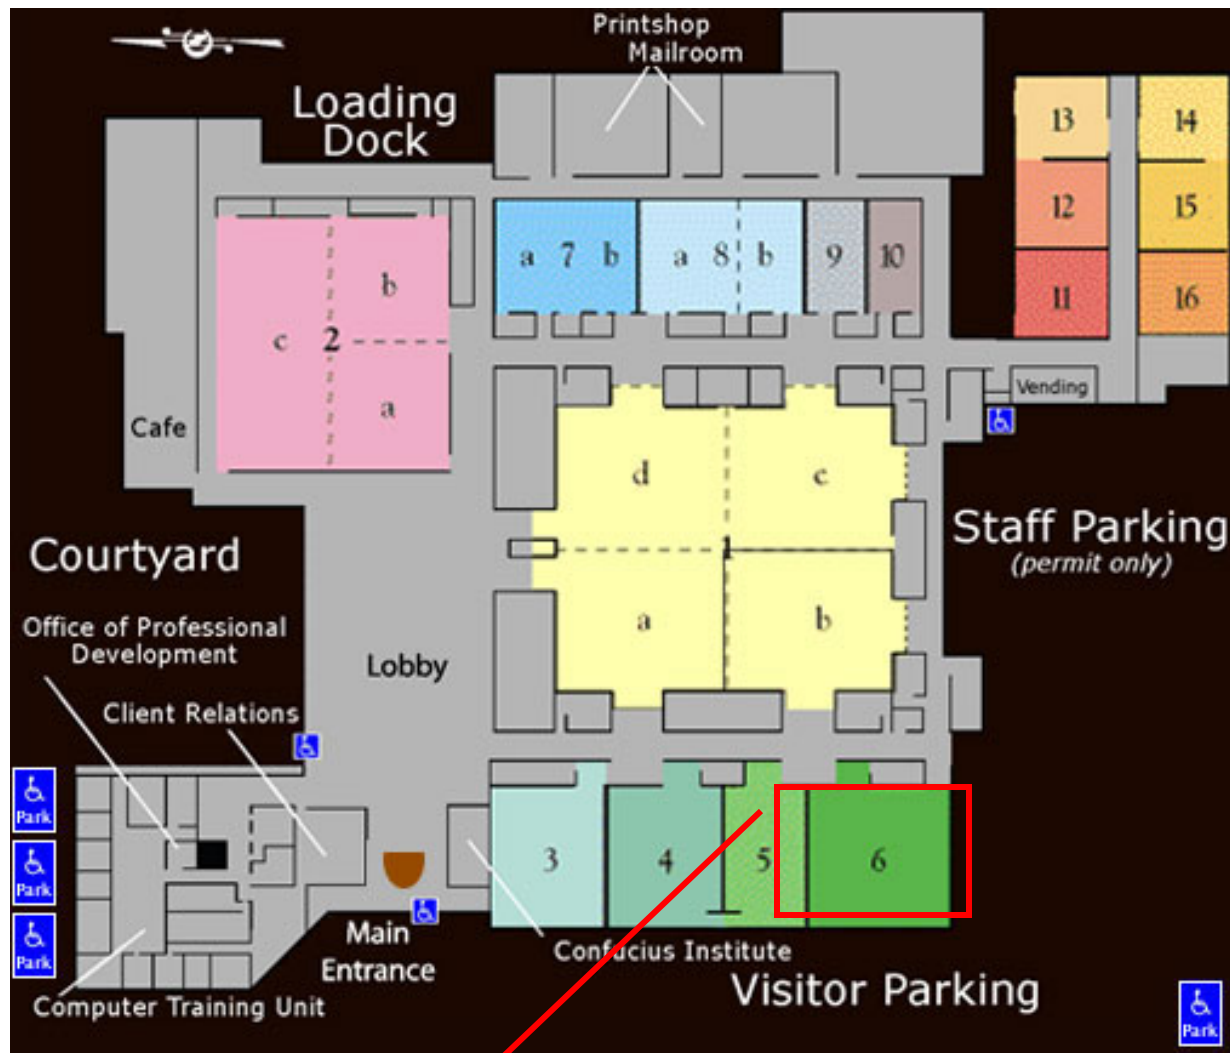 Printshop
Mailroom
Loading
Dock
13
14
12
15
11
16
a 7 b
a 8 b
9
10
b
c 2
a
Vending
Cafe
d
c
1
a
b
Staff Parking
(permit only)
Courtyard
Office of Professional
Development
Lobby
Client Relations
Park
Park
Park
3
4
5
6
Main
Entrance
Confucius Institute
Visitor Parking
Computer Training Unit
Park